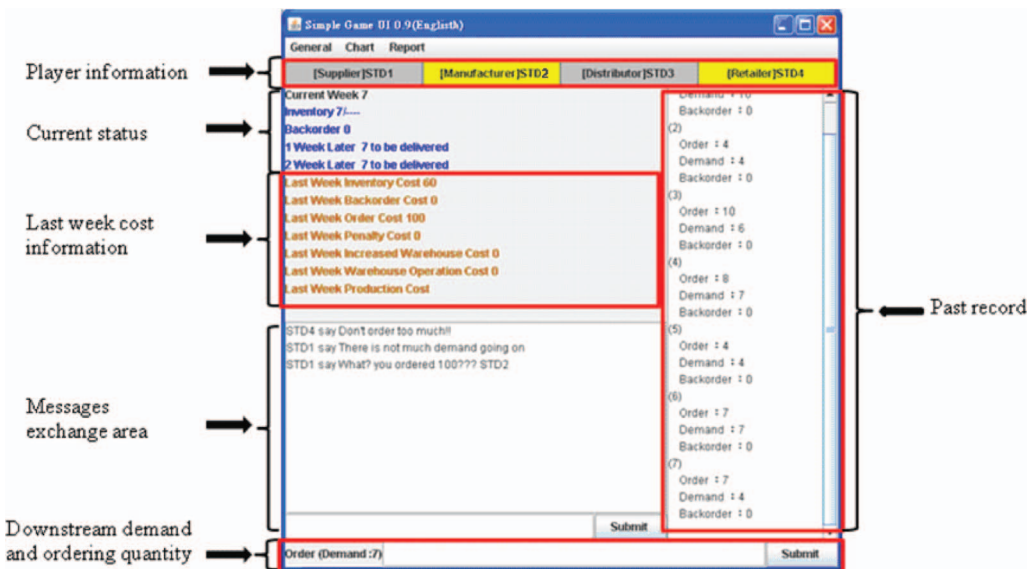 Simple Game UI 0.9(Englisth)
General Chart Report
Player information
[Supplier]STD1 [Manufacturer]STD2 [Distributor]STD3 [Retailer]STD4
Current status
Current Week 7
Inventory 7/----
Backorder 0
1 Week Later 7 to be delivered
2 Week Later 7 to be delivered
Last week cost
information
Last Week Inventory Cost 60
Last Week Backorder Cost 0
Last Week Order Cost 100
Last Week Penalty Cost 0
Last Week Increased Warehouse Cost 0
Last Week Warehouse Operation Cost 0
Last Week Production Cost
Messages
exchange area
STD4 say Don't order too much!!
STD1 say There is not much demand going on
STD1 say What? you ordered 100??? STD2
Submit
Demand : 10
Backorder : 0
(2)
Order : 4
Demand : 4
Backorder : 0
(3)
Order : 10
Demand : 6
Backorder : 0
(4)
Order : 8
Demand : 7
Backorder : 0
(5)
Order : 4
Demand : 4
Backorder : 0
(6)
Order : 7
Demand : 7
Backorder : 0
(7)
Order : 7
Demand : 4
Backorder : 0
Past record
Downstream demand
and ordering quantity
Order (Demand :7)
Submit